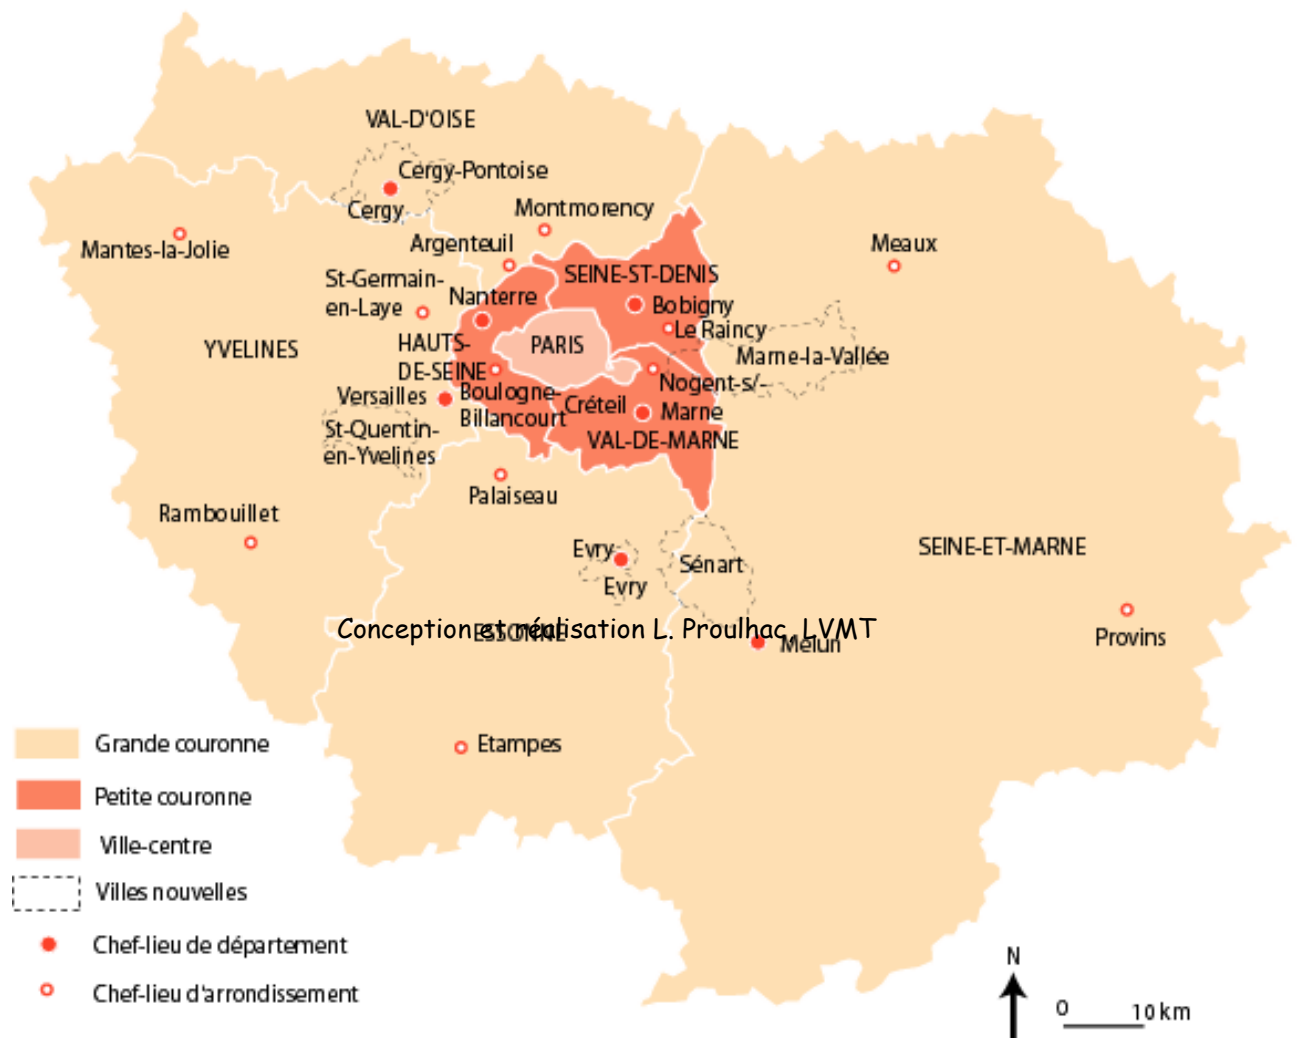 VAL-D'OISE
Cergy-Pontoise
Cergy
Montmorency
Mantes-la-Jolie
Argenteuil
Meaux
St-Germain-
en-Laye
SEINE-ST-DENIS
Nanterre
Bobigny
Le Raincy
YVELINES
HAUTS-
DE-SEINE
PARIS
Marne-la-Vallée
Versailles
Boulogne-
Billancourt
Nogent-s/-
Marne
Créteil
VAL-DE-MARNE
St-Quentin-
en-Yvelines
Palaiseau
Rambouillet
Evry
Evry
Sénart
SEINE-ET-MARNE
ESSONNE
Conception et réalisation L. Proulhac, LVMT
Melun
Provins
Etampes
Grande couronne
Petite couronne
Ville-centre
Villes nouvelles
Chef-lieu de département
Chef-lieu d'arrondissement
N
0 10 km